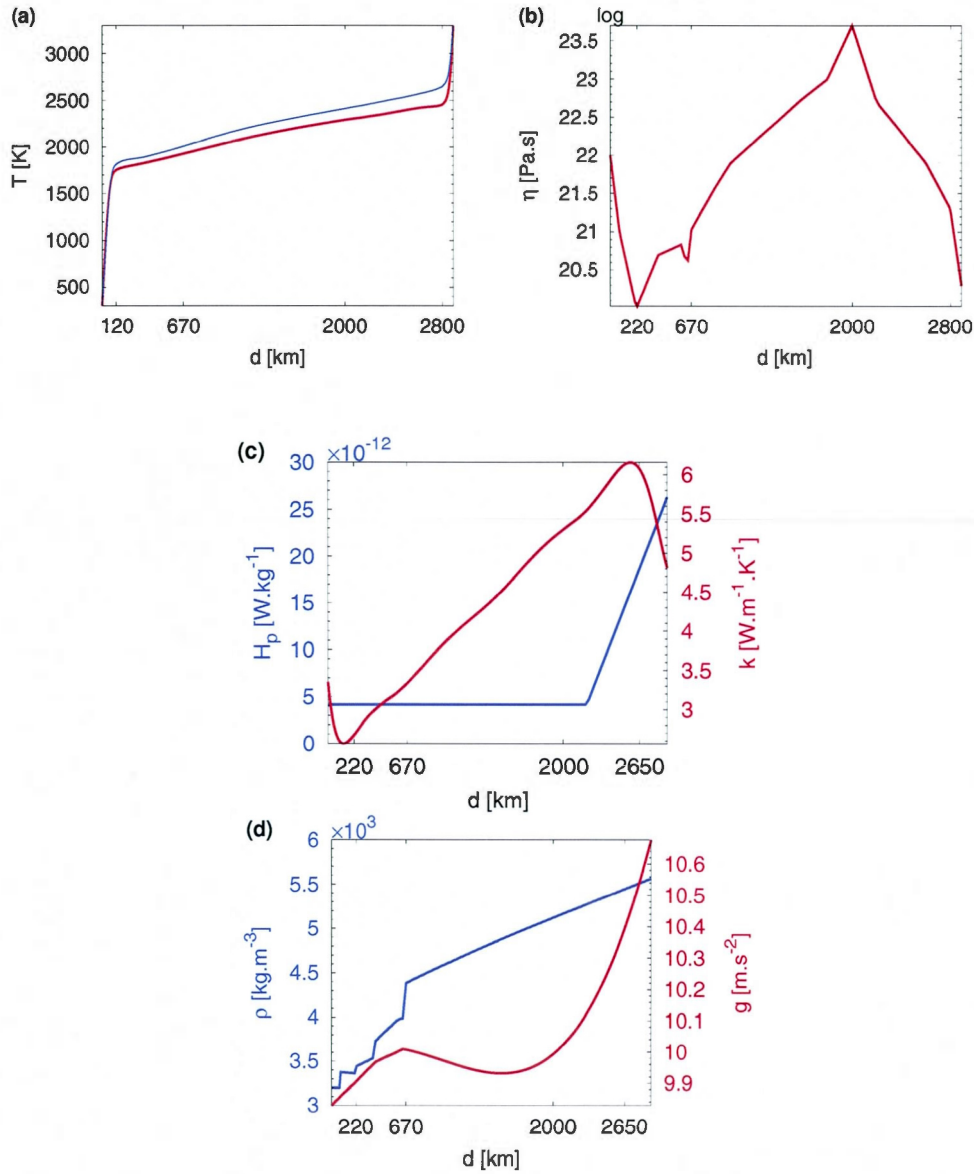 (a)
3000
2500
2000
1500
1000
500
T [K]
120 670 2000 2800
d [km]
(b)
log
23.5
23
22.5
22
21.5
21
20.5
η [Pa.s]
220 670 2000 2800
d [km]
(c)
×10⁻¹²
30
25
20
15
10
5
0
Hₚ [W.kg⁻¹]
6
5.5
5
4.5
4
3.5
3
k [W.m⁻¹.K⁻¹]
220 670 2000 2650
d [km]
(d)
×10³
6
5.5
5
4.5
4
3.5
3
ρ [kg.m⁻³]
10.6
10.5
10.4
10.3
10.2
10.1
10
9.9
g [m.s⁻²]
220 670 2000 2650
d [km]